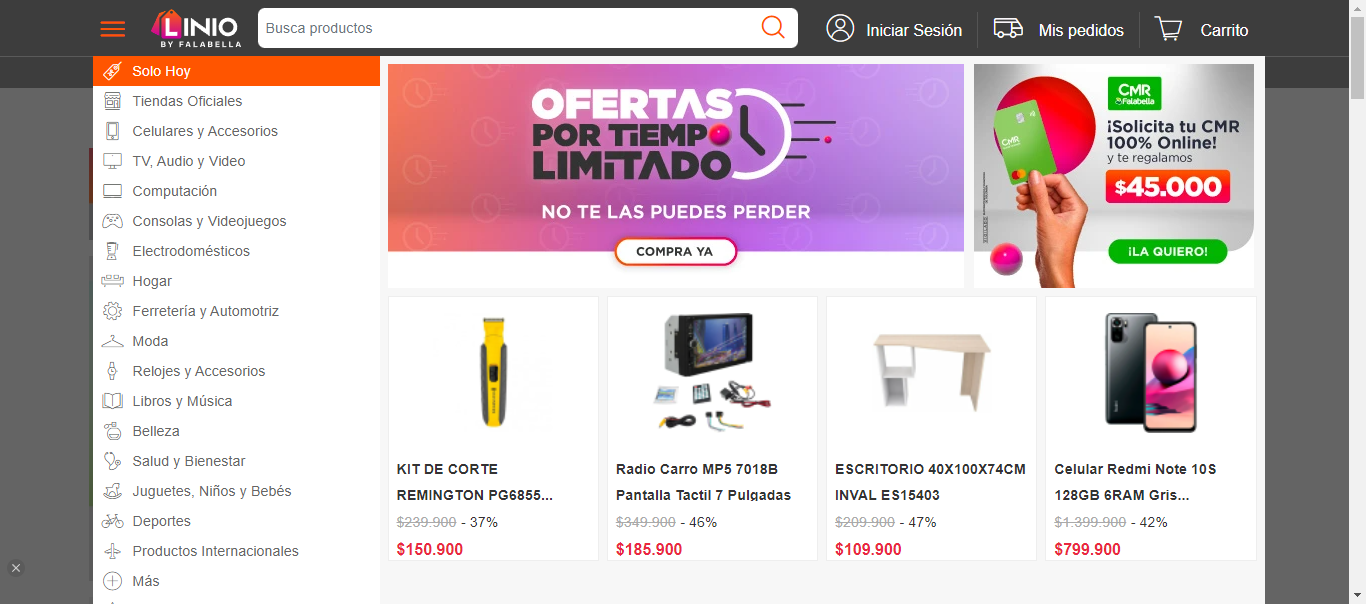 LINIO
BY FALABELLA
Busca productos
Iniciar Sesión
Mis pedidos
Carrito
Solo Hoy
Tiendas Oficiales
Celulares y Accesorios
TV, Audio y Video
Computación
Consolas y Videojuegos
Electrodomésticos
Hogar
Ferretería y Automotriz
Moda
Relojes y Accesorios
Libros y Música
Belleza
Salud y Bienestar
Juguetes, Niños y Bebés
Deportes
Productos Internacionales
Más
OFERTAS
POR TIEMPO
LIMITADO
NO TE LAS PUEDES PERDER
COMPRA YA
CMR
Falabella
CMR
¡Solicita tu CMR
100% Online!
y te regalamos
$45.000
¡LA QUIERO!
KIT DE CORTE
REMINGTON PG6855...
$239.900 - 37%
$150.900
Radio Carro MP5 7018B
Pantalla Tactil 7 Pulgadas
$349.900 - 46%
$185.900
ESCRITORIO 40X100X74CM
INVAL ES15403
$209.900 - 47%
$109.900
Celular Redmi Note 10S
128GB 6RAM Gris...
$1.399.900 - 42%
$799.900